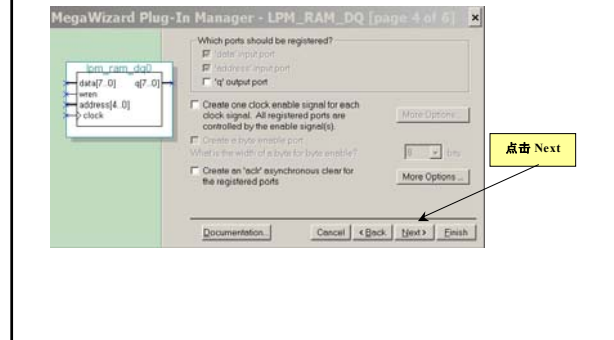 MegaWizard Plug-In Manager - LPM_RAM_DQ [page 4 of 6]
Which ports should be registered?
'data' input port
'address' input port
'q' output port
lpm_ram_dq0
data[7..0] q[7..0]
wren
address[4..0]
clock
Create one clock enable signal for each
clock signal. All registered ports are
controlled by the enable signal(s).
More Options...
Create a byte enable port
What is the width of a byte for byte enable?
8 bits
Create an 'aclr' asynchronous clear for
the registered ports
More Options ...
点击 Next
Documentation...
Cancel
< Back
Next >
Finish